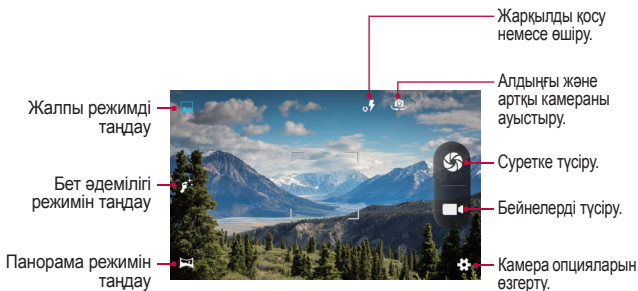 Жарқылды қосу
немесе өшіру.
Алдыңғы және
артқы камераны
ауыстыру.
Жалпы режимді
таңдау
Суретке түсіру.
Бет әдемілігі
режимін таңдау
Бейнелерді түсіру.
Панорама режимін
таңдау
Камера опцияларын
өзгерту.